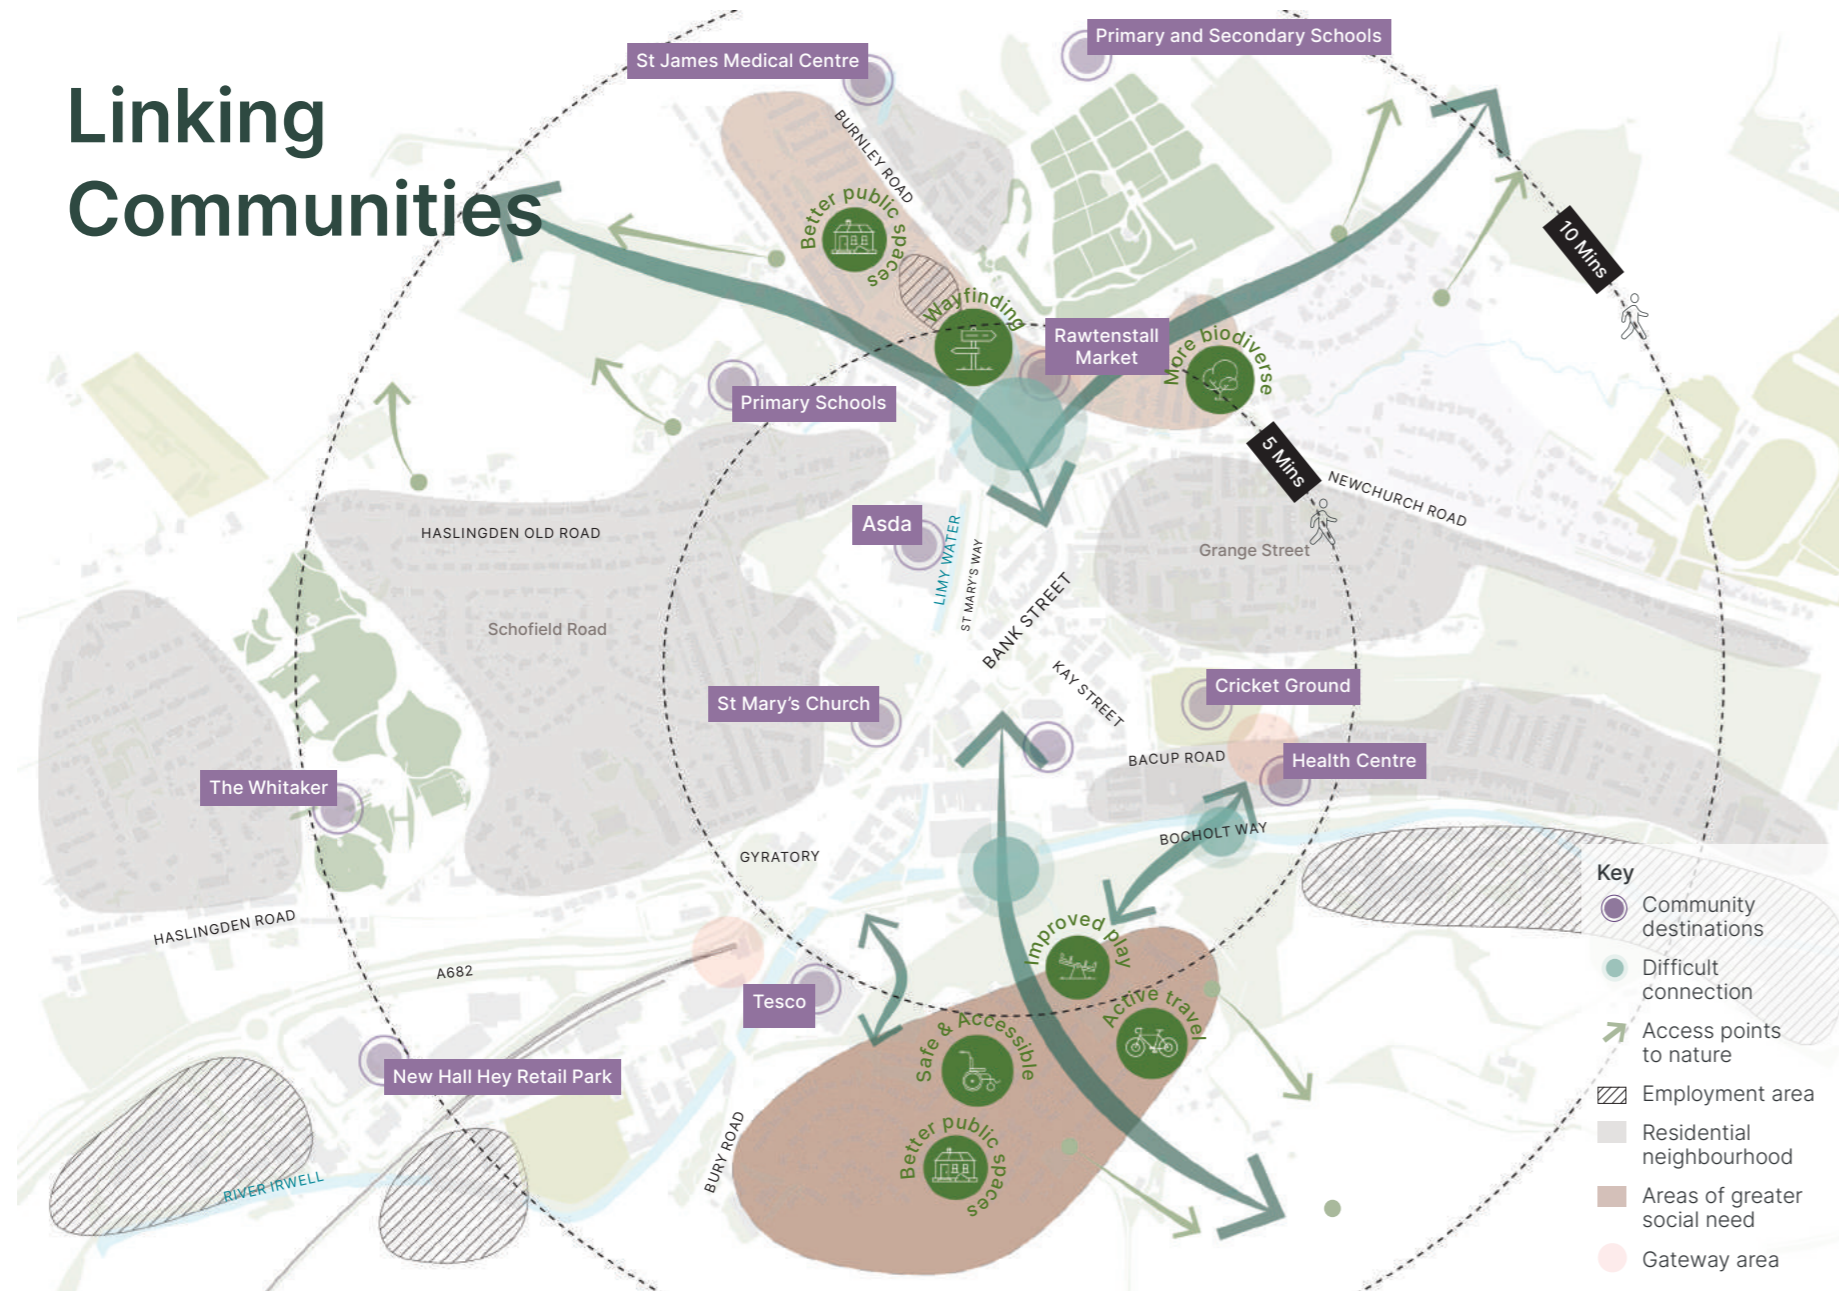 Linking
Communities
St James Medical Centre
Primary and Secondary Schools
BURNLEY ROAD
Better public spaces
10 Mins
Wayfinding
Rawtenstall
Market
More biodiverse
Primary Schools
5 Mins
NEWCHURCH ROAD
HASLINGDEN OLD ROAD
Asda
LIMY WATER
ST MARY'S WAY
Grange Street
BANK STREET
Schofield Road
KAY STREET
St Mary's Church
Cricket Ground
BACUP ROAD
Health Centre
The Whitaker
BOCHOLT WAY
GYRATORY
HASLINGDEN ROAD
A682
Improved play
Tesco
Active travel
Safe & Accessible
New Hall Hey Retail Park
Better public spaces
BURY ROAD
RIVER IRWELL
Key
Community
destinations
Difficult
connection
Access points
to nature
Employment area
Residential
neighbourhood
Areas of greater
social need
Gateway area